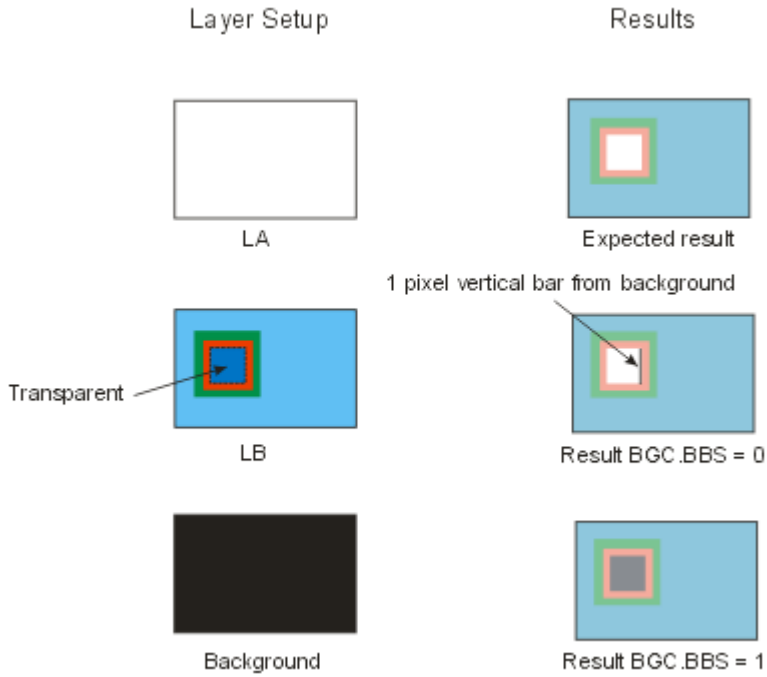 Layer Setup
Results
LA
Expected result
1 pixel vertical bar from background
Transparent
LB
Result BGC.BBS = 0
Background
Result BGC.BBS = 1